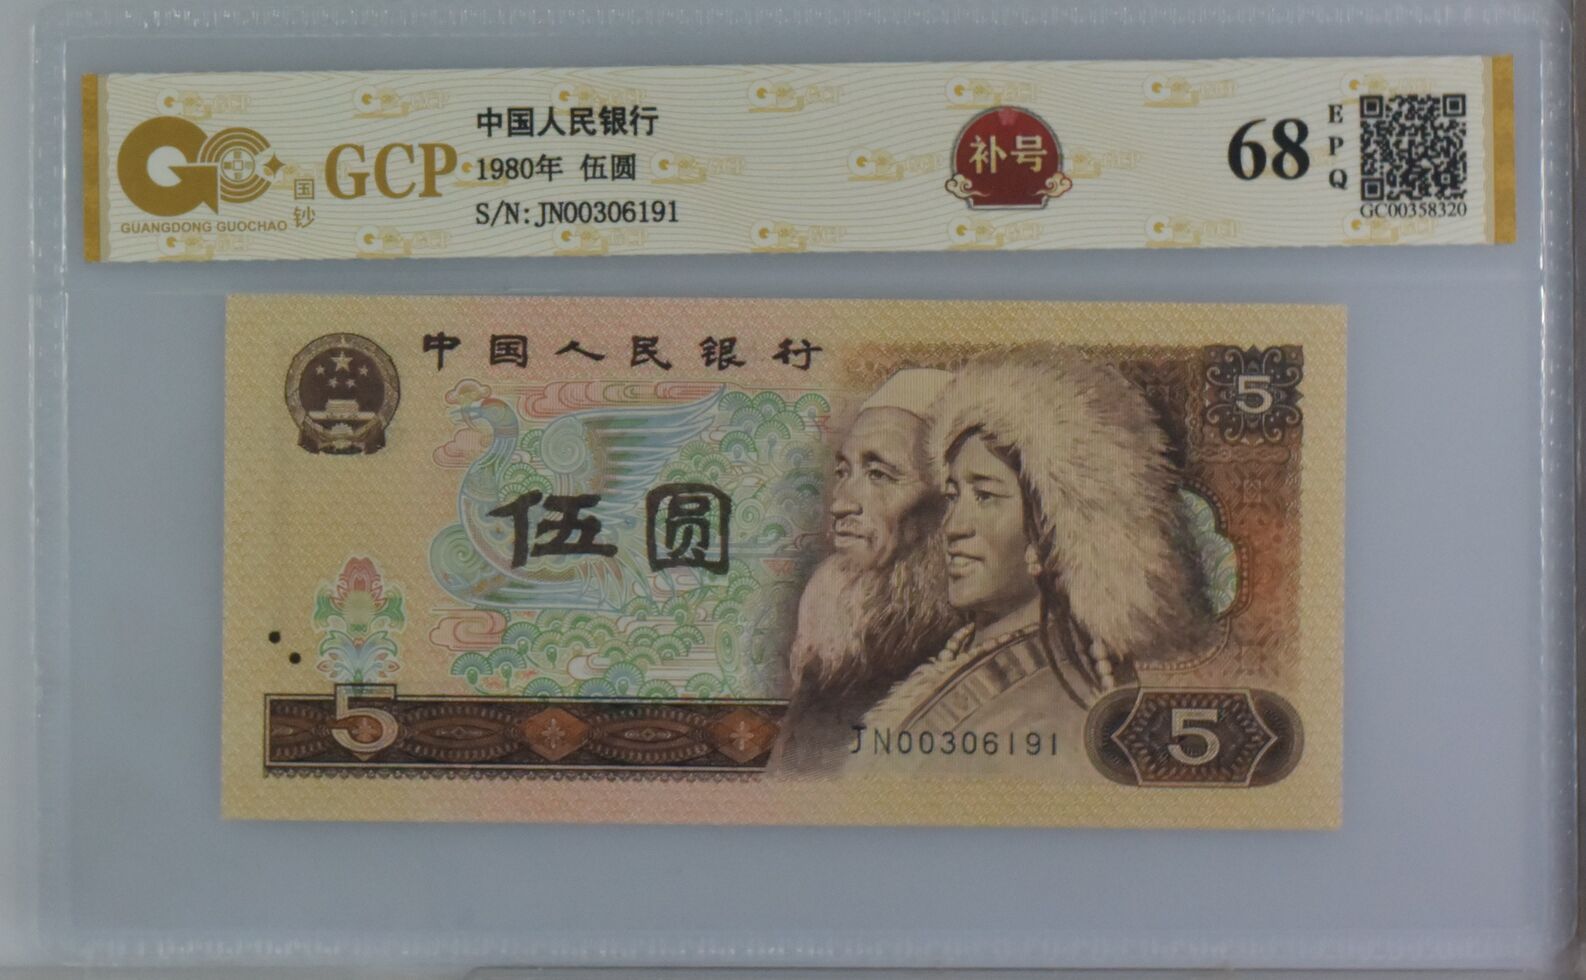 GUANGDONG GUOCHAO
国钞
GCP
中国人民银行
1980年 伍圆
S/N:JN00306191
补号
68
EPQ
GC00358320
中国人民银行
5
伍圆
5
JN00306191
5